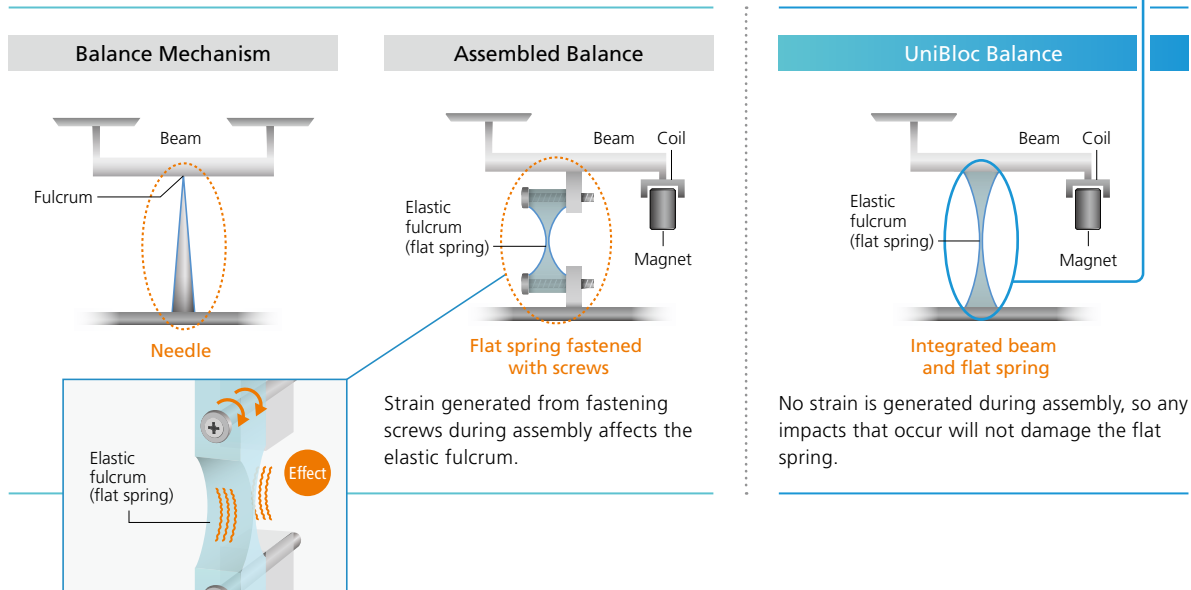 Balance Mechanism
Beam
Fulcrum
Needle
Assembled Balance
Beam
Coil
Elastic
fulcrum
(flat spring)
Magnet
Flat spring fastened
with screws
Strain generated from fastening
screws during assembly affects the
elastic fulcrum.
Elastic
fulcrum
(flat spring)
Effect
UniBloc Balance
Beam
Coil
Elastic
fulcrum
(flat spring)
Magnet
Integrated beam
and flat spring
No strain is generated during assembly, so any
impacts that occur will not damage the flat
spring.